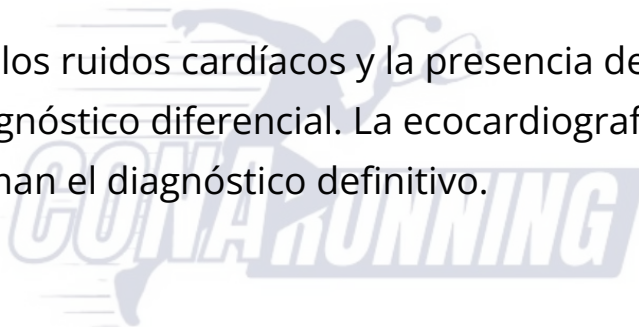 los ruidos cardíacos y la presencia de
gnóstico diferencial. La ecocardiograf
nan el diagnóstico definitivo.
CONARUNNING